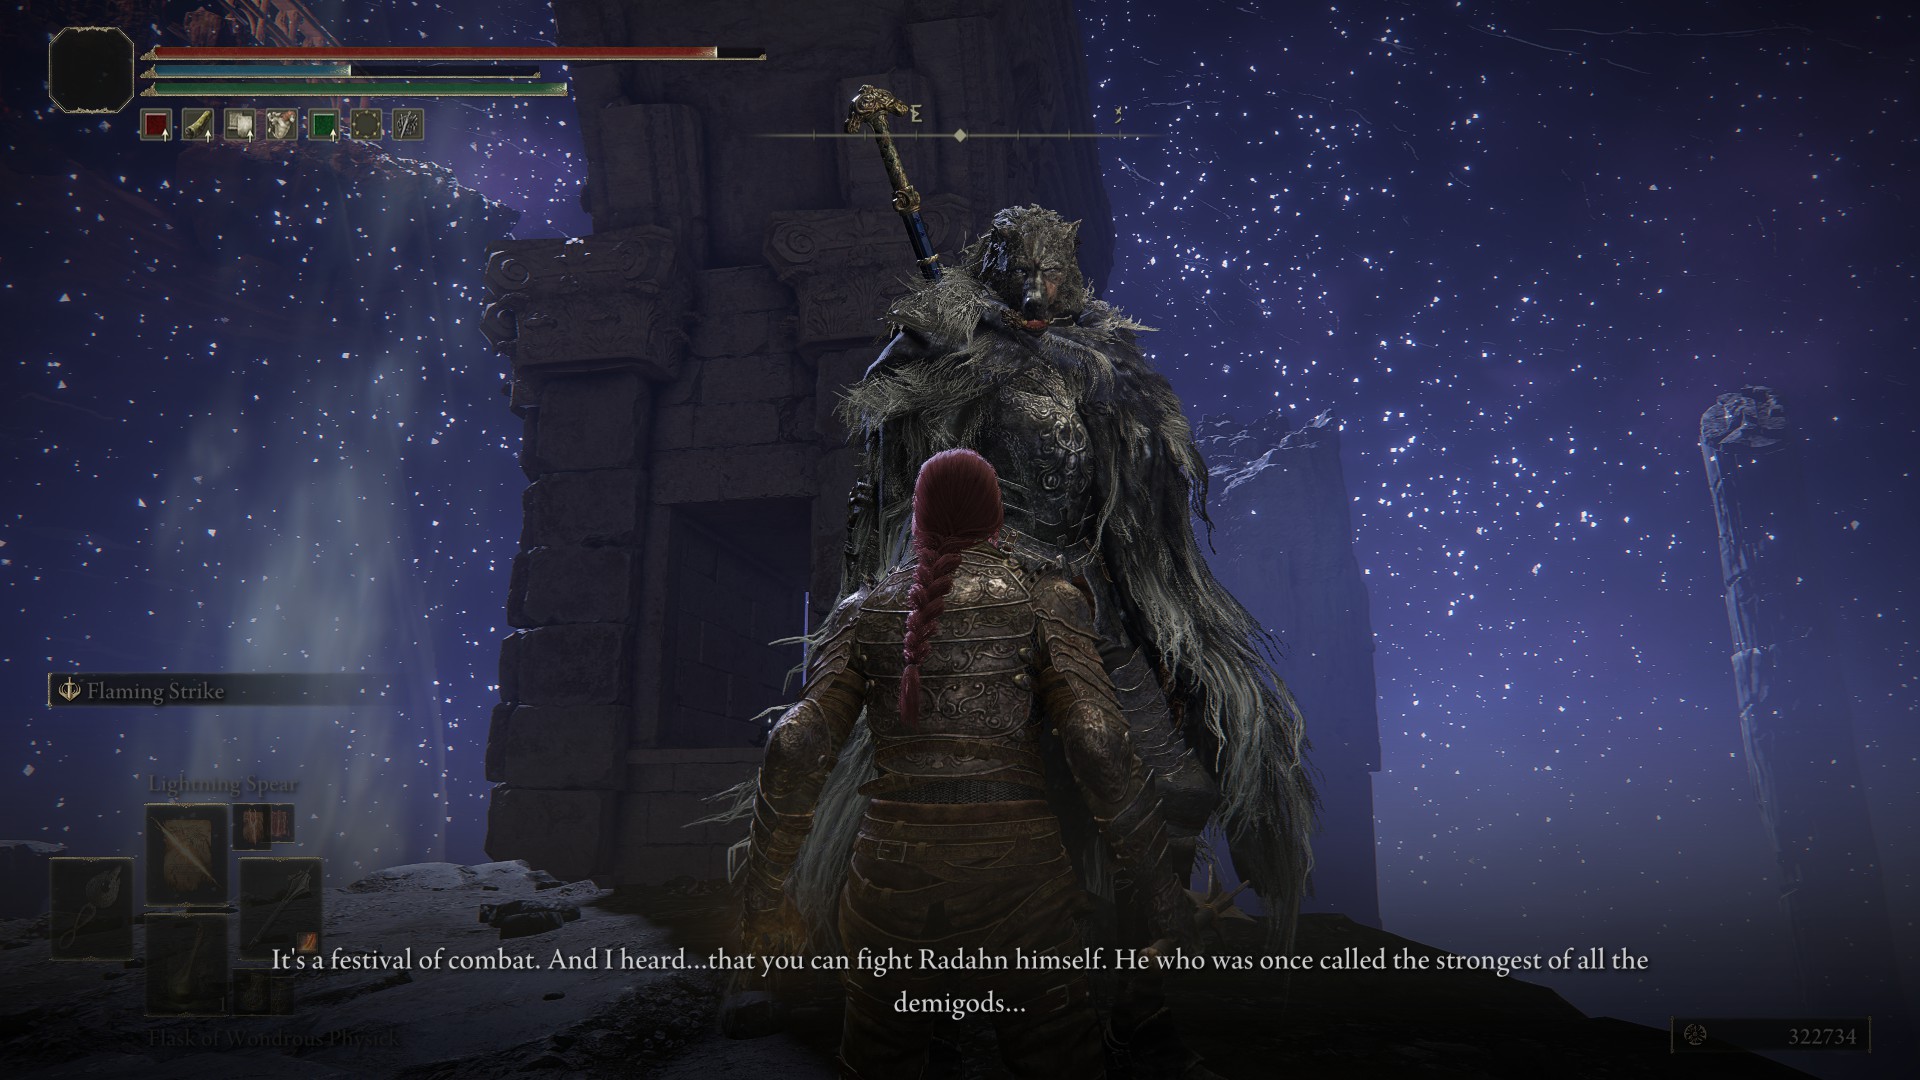 E
Flaming Strike
Lightning Spear
1
It's a festival of combat. And I heard...that you can fight Radahn himself. He who was once called the strongest of all the
demigods...
Flask of Wondrous Physick
322734